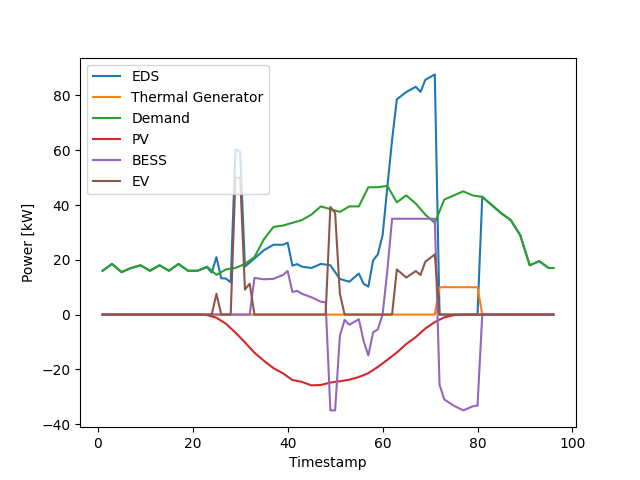 EDS
Thermal Generator
Demand
PV
BESS
EV
Power [kW]
80
60
40
20
0
−20
−40
0 20 40 60 80 100
Timestamp